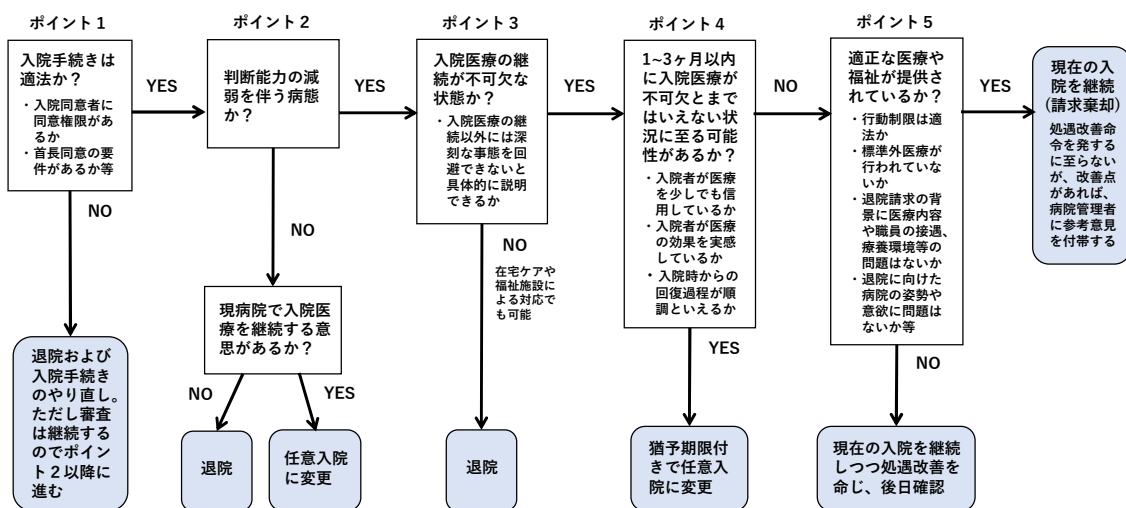 ポイント１
入院手続きは
適法か？
・入院同意者に
同意権限があ
るか
・首長同意の要
件があるか等
YES
NO
退院および
入院手続き
のやり直し。
ただし審査
は継続する
のでポイン
ト２以降に
進む
ポイント２
判断能力の減
弱を伴う病態
か？
YES
NO
現病院で入院医
療を継続する意
思があるか？
NO
YES
退院
任意入院
に変更
ポイント３
入院医療の継
続が不可欠な
状態か？
・入院医療の継
続以外には深
刻な事態を回
避できないと
具体的に説明
できるか
YES
NO
在宅ケアや
福祉施設に
よる対応で
も可能
退院
ポイント４
1~3ヶ月以内
に入院医療が
不可欠とまで
はいえない状
況に至る可能
性があるか？
・入院者が医療
を少しでも信
用しているか
・入院者が医療
の効果を実感
しているか
・入院時からの
回復過程が順
調といえるか
NO
YES
猶予期限付
きで任意入
院に変更
ポイント５
適正な医療や
福祉が提供さ
れているか？
・行動制限は適
法か
・標準外医療が
行われていな
いか
・退院請求の背
景に医療内容
や職員の接遇、
療養環境等の
問題はないか
・退院に向けた
病院の姿勢や
意欲に問題は
ないか等
YES
NO
現在の入院を継続
しつつ処遇改善を
命じ、後日確認
現在の入
院を継続
(請求棄却)
処遇改善命
令を発する
に至らない
が、改善点
があれば、
病院管理者
に参考意見
を付帯する